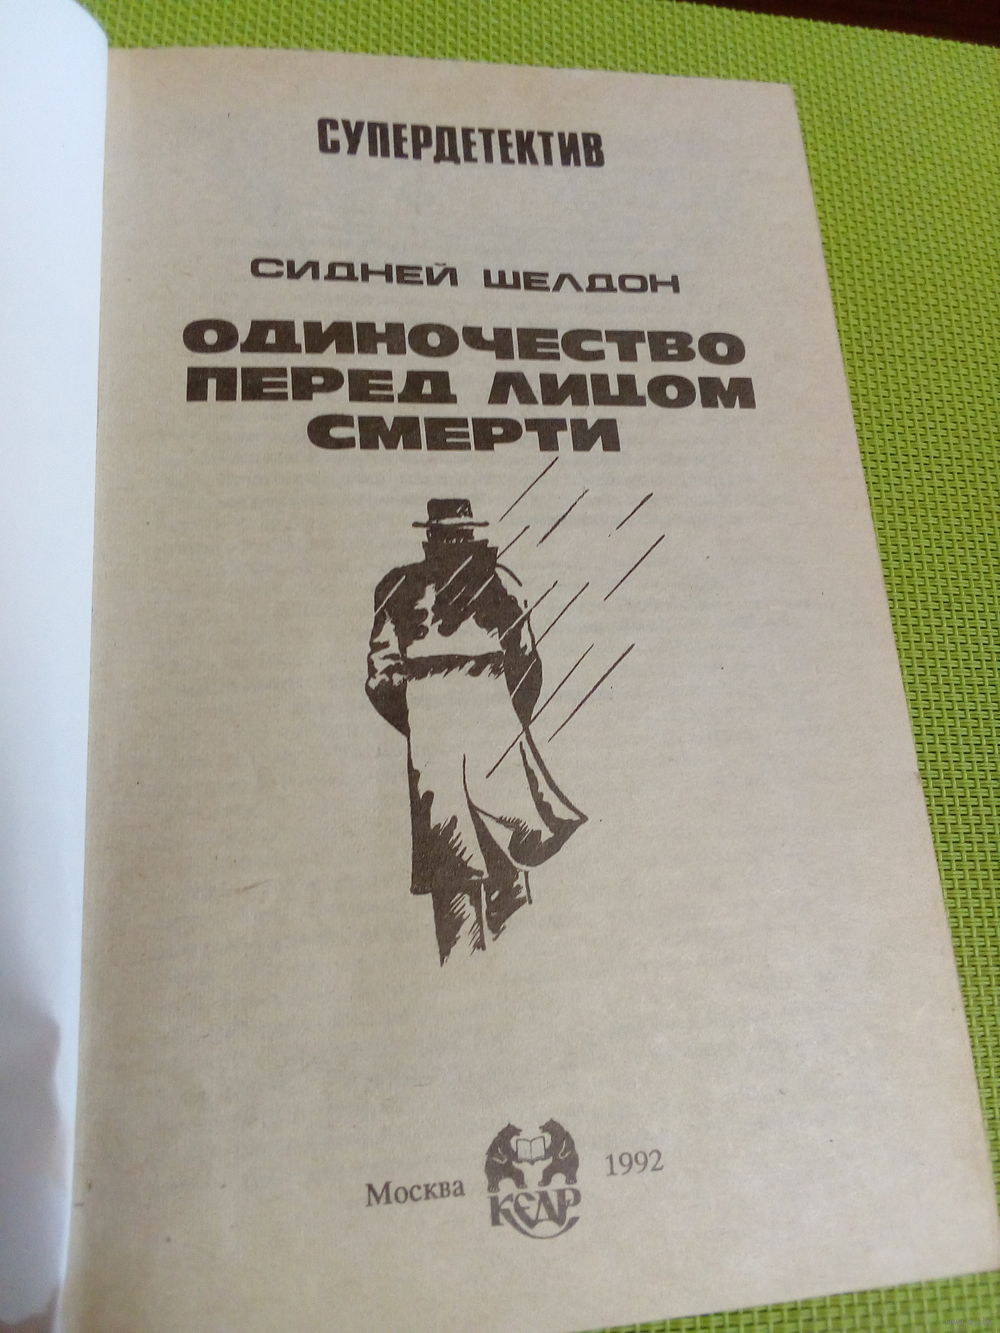 СУПЕРДЕТЕКТИВ
СИДНЕЙ ШЕЛДОН
ОДИНОЧЕСТВО
ПЕРЕД ЛИЦОМ
СМЕРТИ
Москва
КЕДР
1992